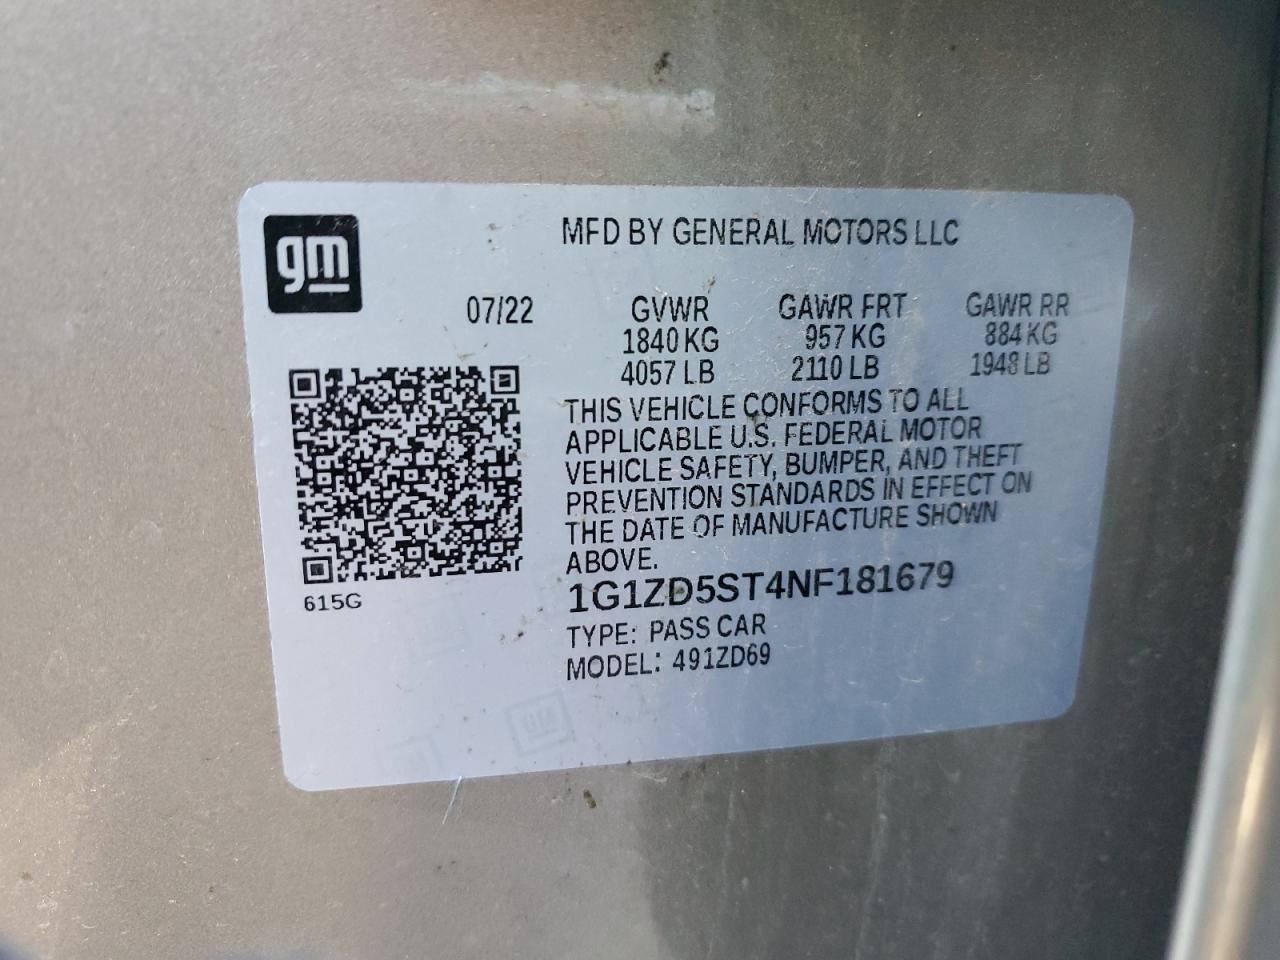 gm
MFD BY GENERAL MOTORS LLC
07/22 GVWR GAWR FRT GAWR RR
1840 KG 957 KG 884 KG
4057 LB 2110 LB 1948 LB
THIS VEHICLE CONFORMS TO ALL
APPLICABLE U.S. FEDERAL MOTOR
VEHICLE SAFETY, BUMPER, AND THEFT
PREVENTION STANDARDS IN EFFECT ON
THE DATE OF MANUFACTURE SHOWN
ABOVE.
1G1ZD5ST4NF181679
615G
TYPE: PASS CAR
MODEL: 491ZD69
GM